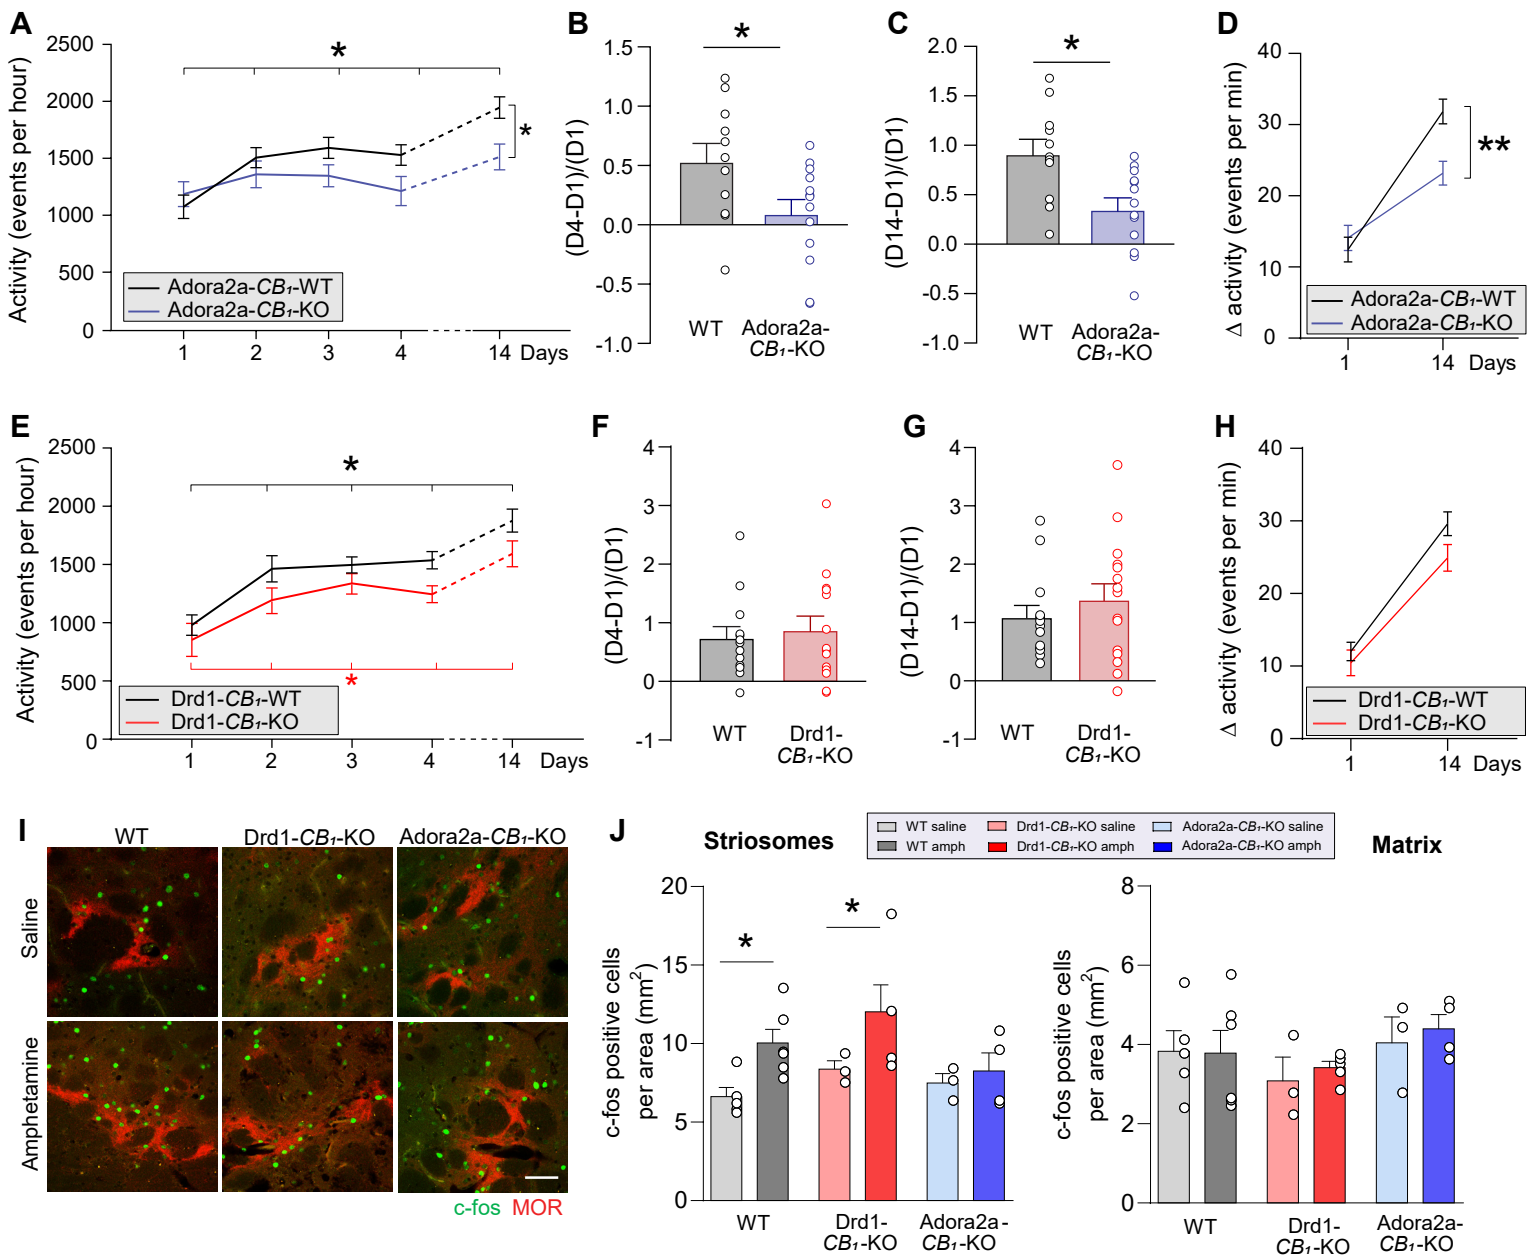 A
2500
2000
1500
1000
500
0
Activity (events per hour)
*
*
Adora2a-CB₁-WT
Adora2a-CB₁-KO
1 2 3 4 14 Days
B
1.5
1.0
0.5
0.0
-0.5
-1.0
(D4-D1)/(D1)
*
WT
Adora2a-
CB₁-KO
C
2.0
1.5
1.0
0.5
0.0
-0.5
-1.0
(D14-D1)/(D1)
*
WT
Adora2a-
CB₁-KO
D
40
30
20
10
0
Δ activity (events per min)
**
Adora2a-CB₁-WT
Adora2a-CB₁-KO
1 14 Days
E
2500
2000
1500
1000
500
0
Activity (events per hour)
*
*
Drd1-CB₁-WT
Drd1-CB₁-KO
1 2 3 4 14 Days
F
4
3
2
1
0
-1
(D4-D1)/(D1)
WT
Drd1-
CB₁-KO
G
4
3
2
1
0
-1
(D14-D1)/(D1)
WT
Drd1-
CB₁-KO
H
40
30
20
10
0
Δ activity (events per min)
Drd1-CB₁-WT
Drd1-CB₁-KO
1 14 Days
I
WT Drd1-CB₁-KO Adora2a-CB₁-KO
Saline
Amphetamine
c-fos MOR
J
Striosomes
WT saline Drd1-CB₁-KO saline Adora2a-CB₁-KO saline
WT amph Drd1-CB₁-KO amph Adora2a-CB₁-KO amph
Matrix
20
15
10
5
0
c-fos positive cells
per area (mm²)
*
*
WT
Drd1-
CB₁-KO
Adora2a-
CB₁-KO
8
6
4
2
0
c-fos positive cells
per area (mm²)
WT
Drd1-
CB₁-KO
Adora2a-
CB₁-KO